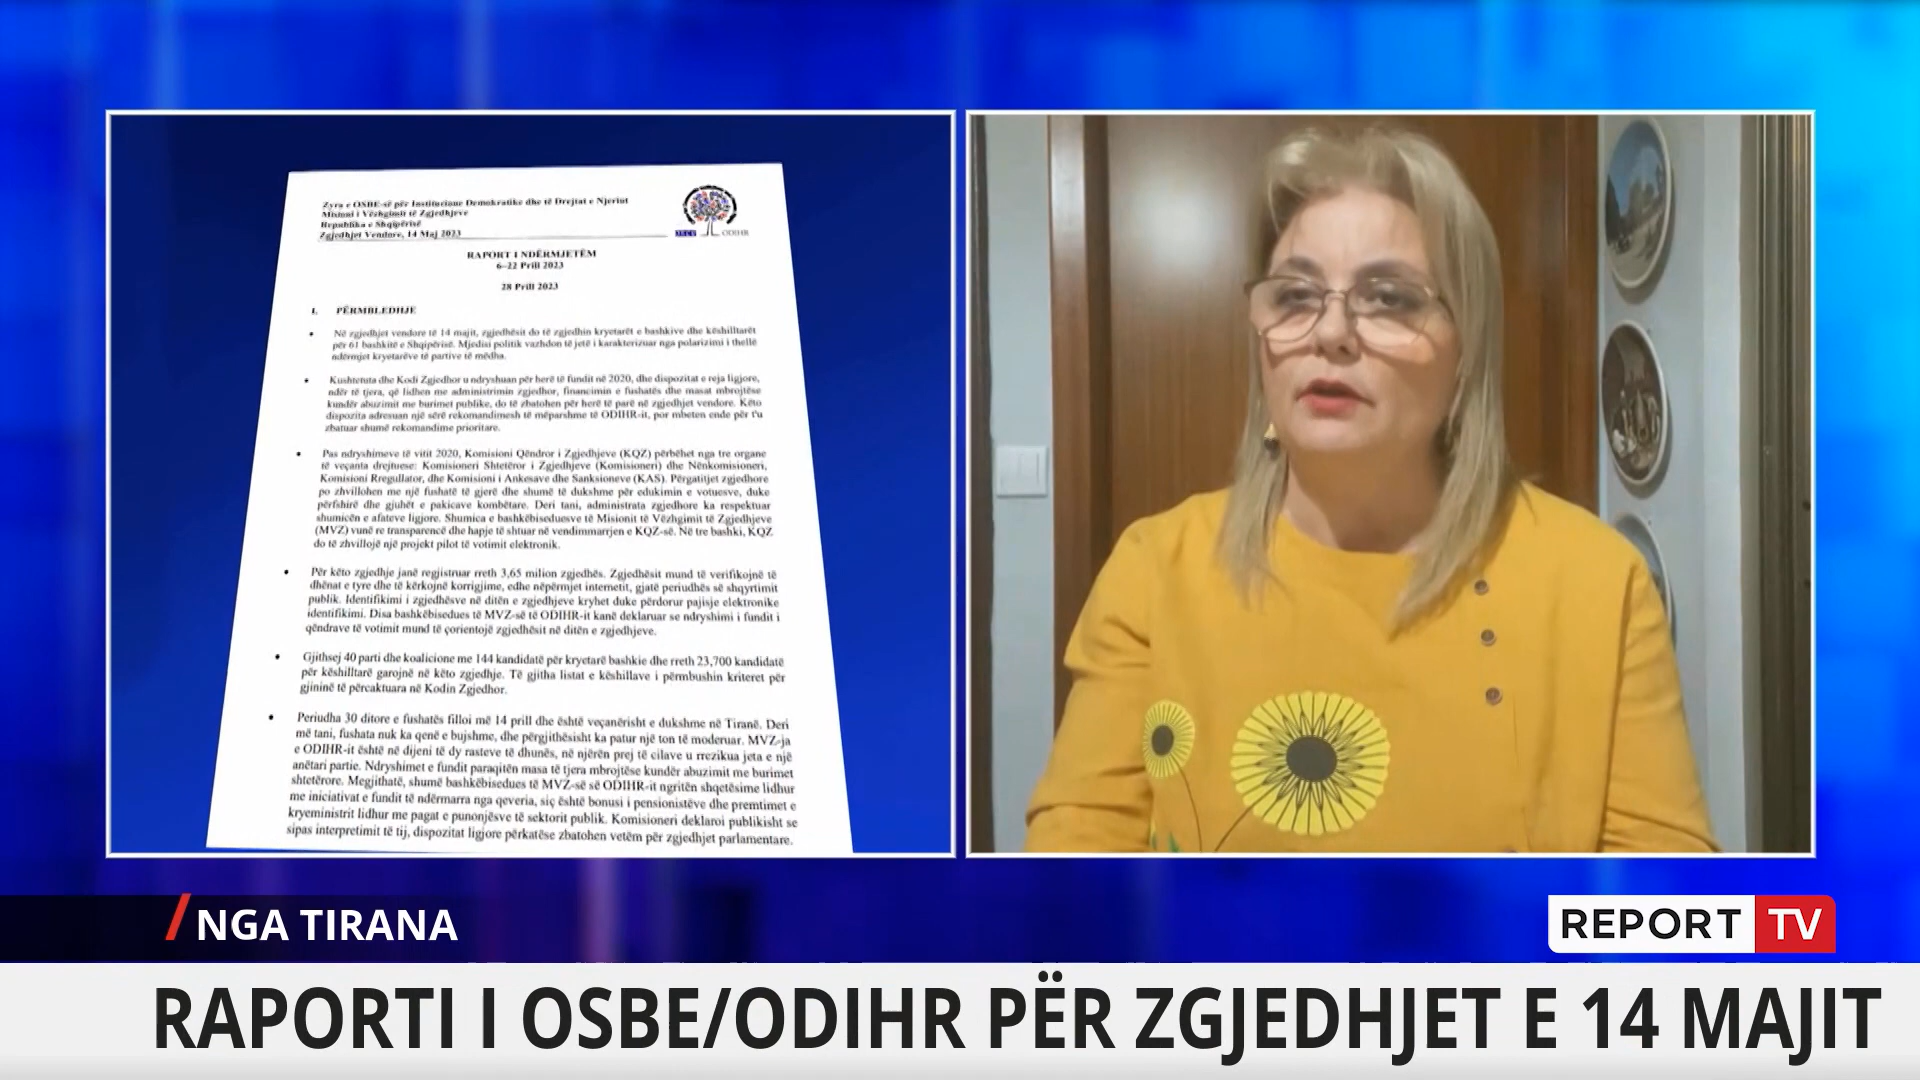 Zyra e OSBE-së për Institucione Demokratike dhe të Drejtat e Njeriut
Misioni i Vëzhgimit të Zgjedhjeve
Republika e Shqipërisë
Zgjedhjet Vendore, 14 Maj 2023
ODIHR
RAPORT I NDËRMJETËM
6–22 Prill 2023
28 Prill 2023
I. PËRMBLEDHJE
• Në zgjedhjet vendore të 14 majit, zgjedhësit do të zgjedhin kryetarët e bashkive dhe këshilltarët
për 61 bashkitë e Shqipërisë. Mjedisi politik vazhdon të jetë i karakterizuar nga polarizimi i thellë
ndërmjet kryetarëve të partive të mëdha.
• Kushtetuta dhe Kodi Zgjedhor u ndryshuan për herë të fundit në 2020, dhe dispozitat e reja ligjore,
ndër të tjera, që lidhen me administrimin zgjedhor, financimin e fushatës dhe masat mbrojtëse
kundër abuzimit me burimet publike, do të zbatohen për herë të parë në zgjedhjet vendore. Këto
dispozita adresuan një sërë rekomandimesh të mëparshme të ODIHR-it, por mbeten ende për t'u
zbatuar shumë rekomandime prioritare.
• Pas ndryshimeve të vitit 2020, Komisioni Qëndror i Zgjedhjeve (KQZ) përbëhet nga tre organe
të veçanta drejtuese: Komisioneri Shtetëror i Zgjedhjeve (Komisioneri) dhe Nënkomisioneri,
Komisioni Rregullator, dhe Komisioni i Ankesave dhe Sanksioneve (KAS). Përgatitjet zgjedhore
po zhvillohen me një fushatë të gjerë dhe shumë të dukshme për edukimin e votuesve, duke
përfshirë dhe gjuhët e pakicave kombëtare. Deri tani, administrata zgjedhore ka respektuar
shumicën e afateve ligjore. Shumica e bashkëbiseduesve të Misionit të Vëzhgimit të Zgjedhjeve
(MVZ) vunë re transparencë dhe hapje të shtuar në vendimmarrjen e KQZ-së. Në tre bashki, KQZ
do të zhvillojë një projekt pilot të votimit elektronik.
• Për këto zgjedhje janë regjistruar rreth 3,65 milion zgjedhës. Zgjedhësit mund të verifikojnë të
dhënat e tyre dhe të kërkojnë korrigjime, edhe nëpërmjet internetit, gjatë periudhës së shqyrtimit
publik. Identifikimi i zgjedhësve në ditën e zgjedhjeve kryhet duke përdorur pajisje elektronike
identifikimi. Disa bashkëbisedues të MVZ-së të ODIHR-it kanë deklaruar se ndryshimi i fundit i
qëndrave të votimit mund të çorientojë zgjedhësit në ditën e zgjedhjeve.
• Gjithsej 40 parti dhe koalicione me 144 kandidatë për kryetarë bashkie dhe rreth 23,700 kandidatë
për këshilltarë garojnë në këto zgjedhje. Të gjitha listat e këshillave i përmbushin kriteret për
gjininë të përcaktuara në Kodin Zgjedhor.
• Periudha 30 ditore e fushatës filloi më 14 prill dhe është veçanërisht e dukshme në Tiranë. Deri
më tani, fushata nuk ka qenë e bujshme, dhe përgjithësisht ka patur një ton të moderuar. MVZ-ja
e ODIHR-it është në dijeni të dy rasteve të dhunës, në njërën prej të cilave u rrezikua jeta e një
anëtari partie. Ndryshimet e fundit paraqitën masa të tjera mbrojtëse kundër abuzimit me burimet
shtetërore. Megjithatë, shumë bashkëbisedues të MVZ-së së ODIHR-it ngritën shqetësime lidhur
me iniciativat e fundit të ndërmarra nga qeveria, siç është bonusi i pensionistëve dhe premtimet e
kryeministrit lidhur me pagat e punonjësve të sektorit publik. Komisioneri deklaroi publikisht se
sipas interpretimit të tij, dispozitat ligjore përkatëse zbatohen vetëm për zgjedhjet parlamentare.
NGA TIRANA
REPORT TV
RAPORTI I OSBE/ODIHR PËR ZGJEDHJET E 14 MAJIT